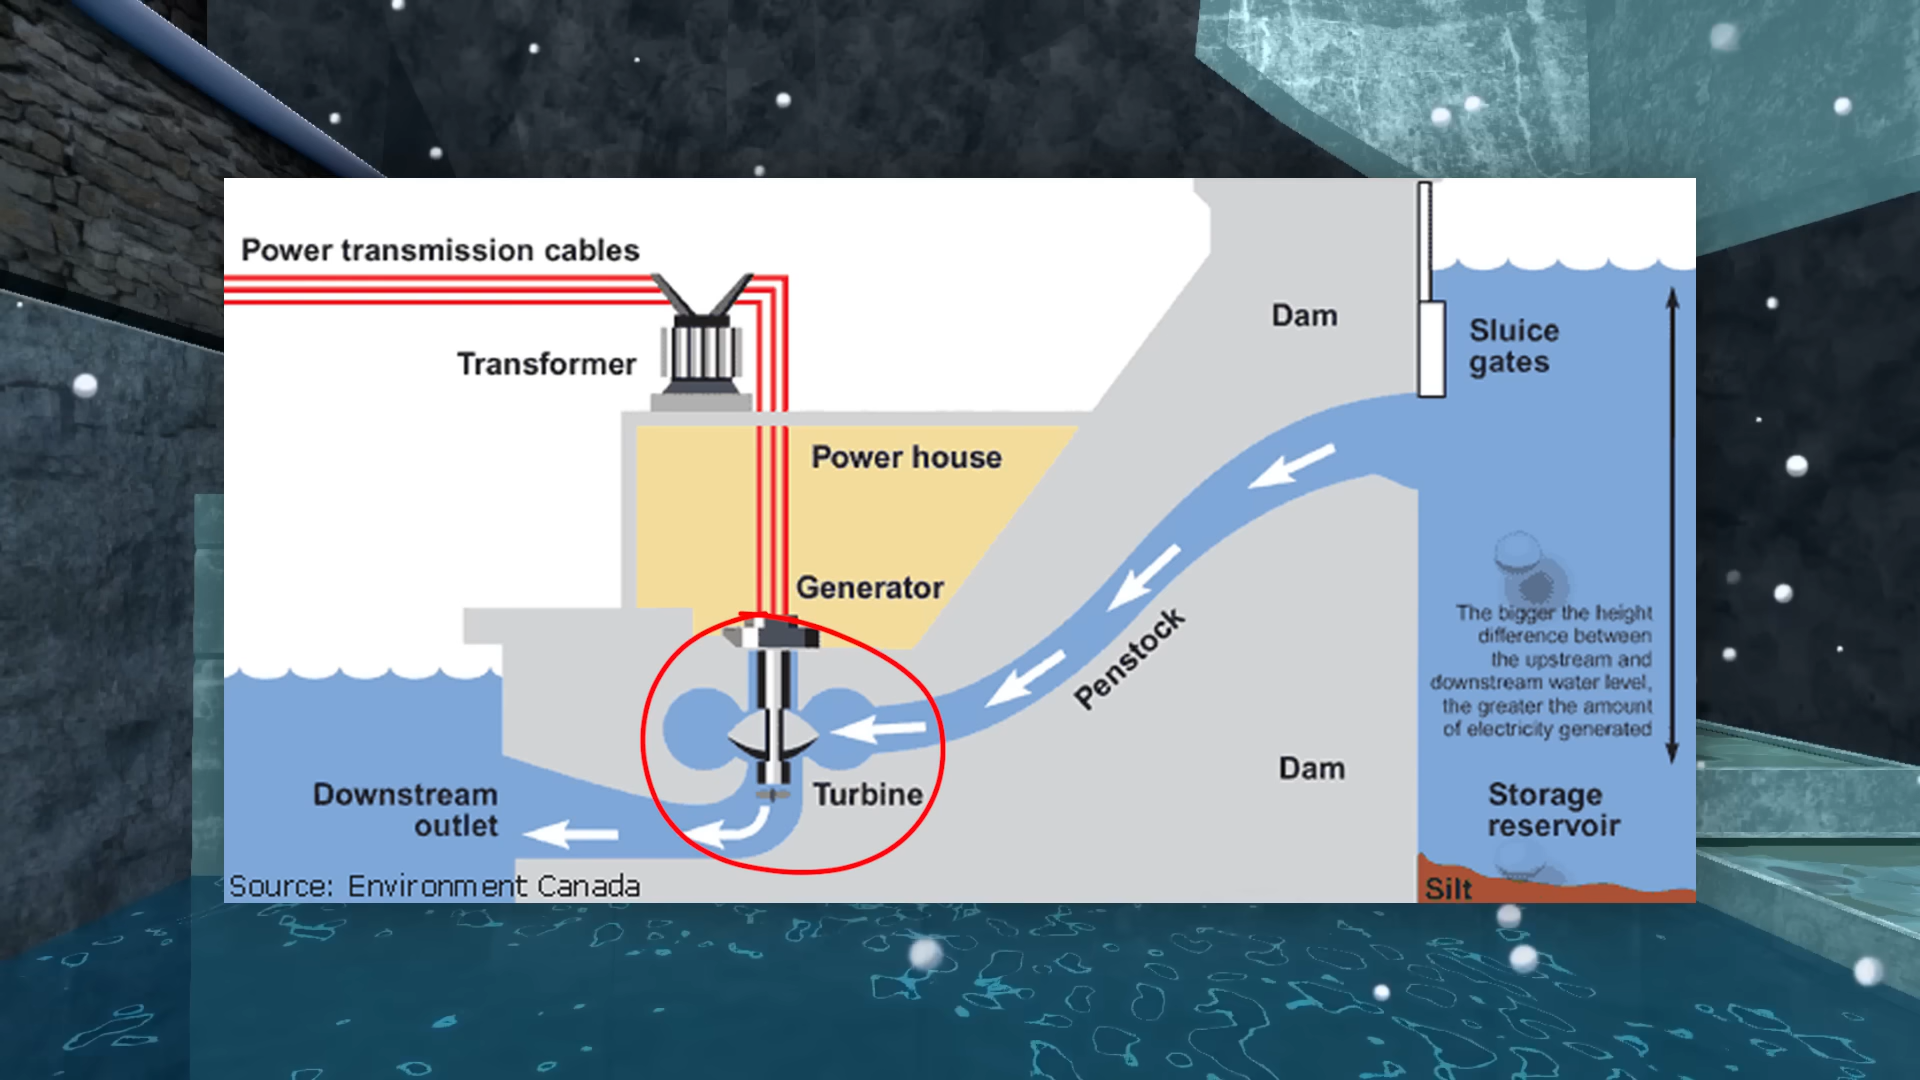 Power transmission cables
Transformer
Dam
Sluice
gates
Power house
Generator
Penstock
The bigger the height
difference between
the upstream and
downstream water level,
the greater the amount
of electricity generated
Downstream
outlet
Turbine
Dam
Storage
reservoir
Source: Environment Canada
Silt